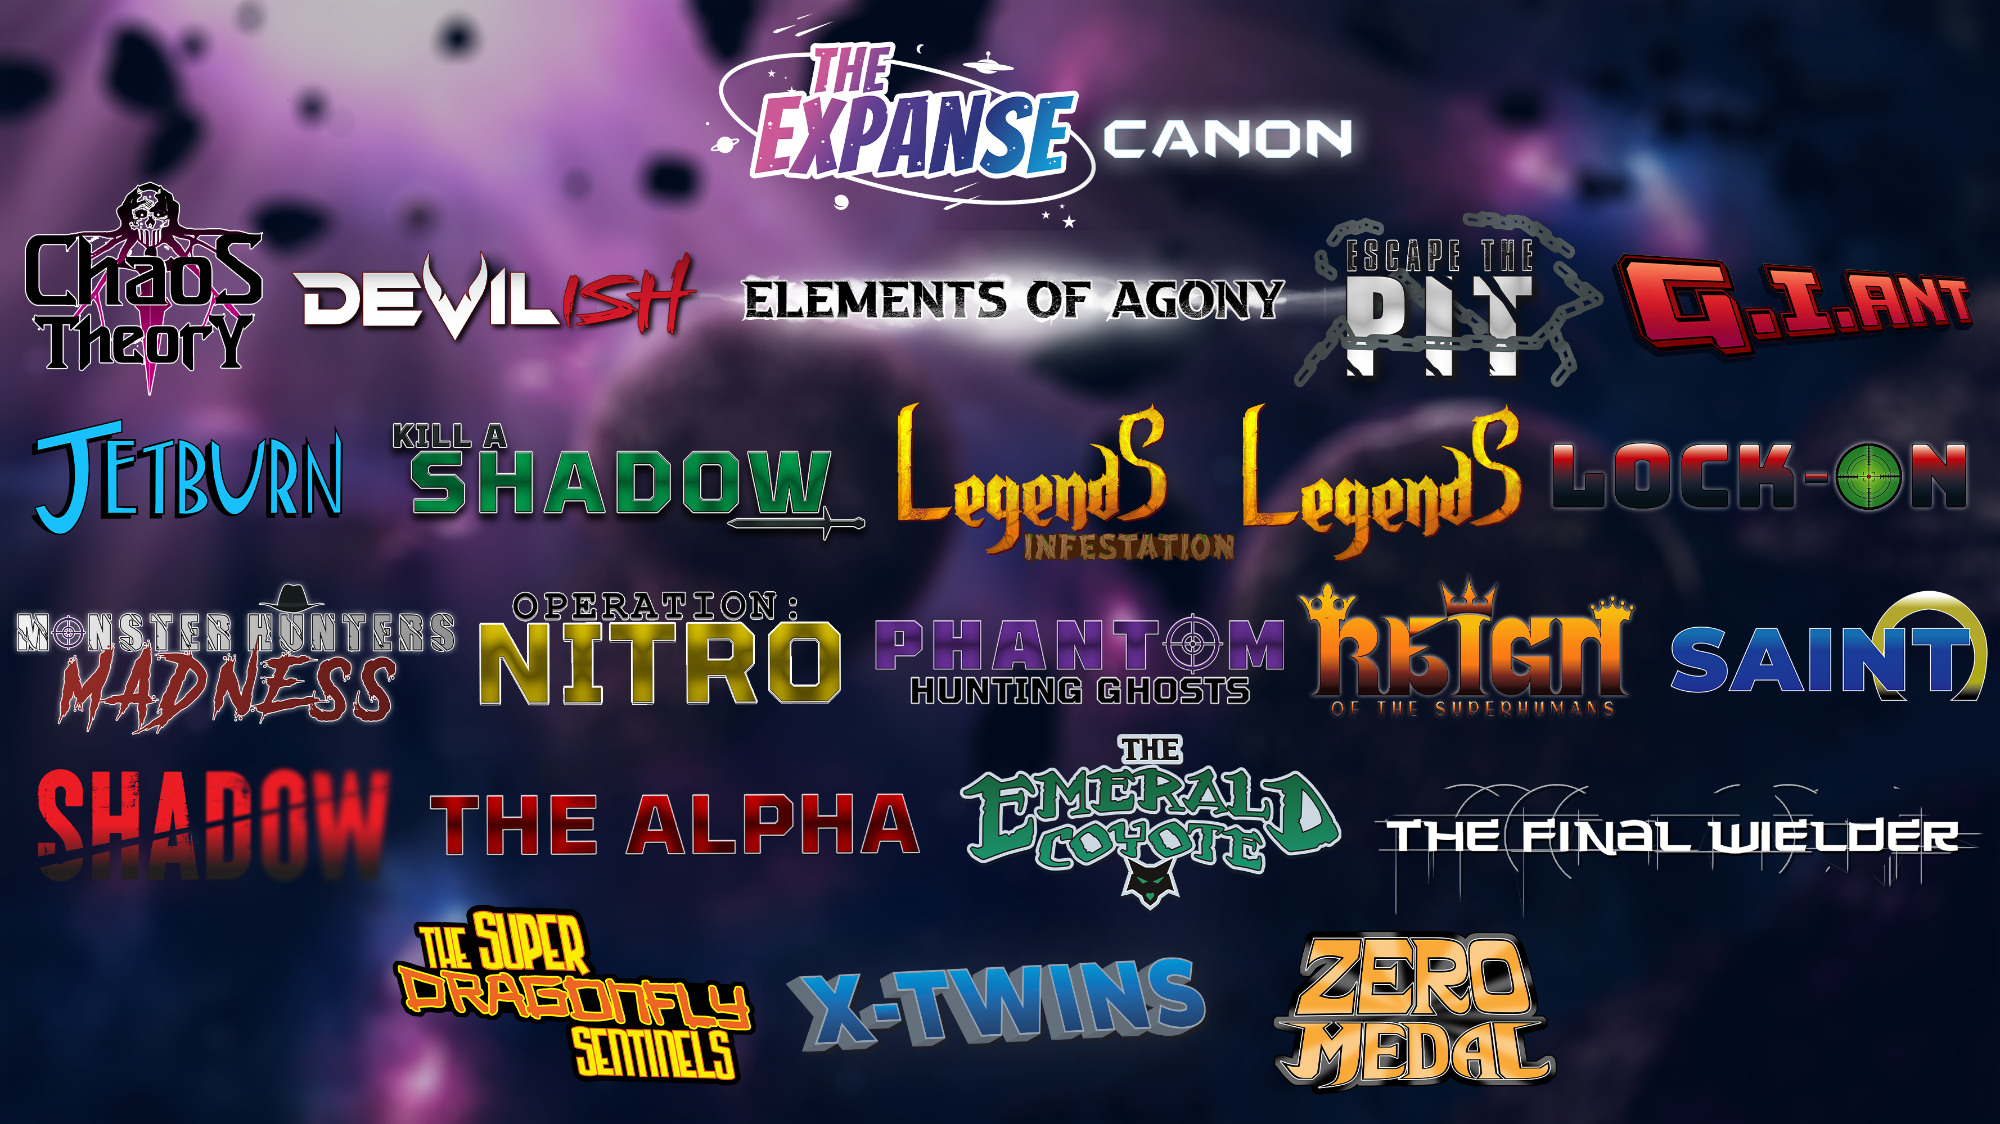 THE
EXPANSE
CANON
Chaos
Theory
DEVILISH
ELEMENTS OF AGONY
ESCAPE THE
PIT
G.I.ANT
JETBURN
KILL A
SHADOW
LegendS
INFESTATION
LegendS
LOCK-ON
MONSTER HUNTERS
MADNESS
OPERATION:
NITRO
PHANTOM
HUNTING GHOSTS
REIGN
OF THE SUPERHUMANS
SAINT
SHADOW
THE ALPHA
THE
EMERALD
COYOTE
THE FINAL WIELDER
THE SUPER
DRAGONFLY
SENTINELS
X-TWINS
ZERO
MEDAL